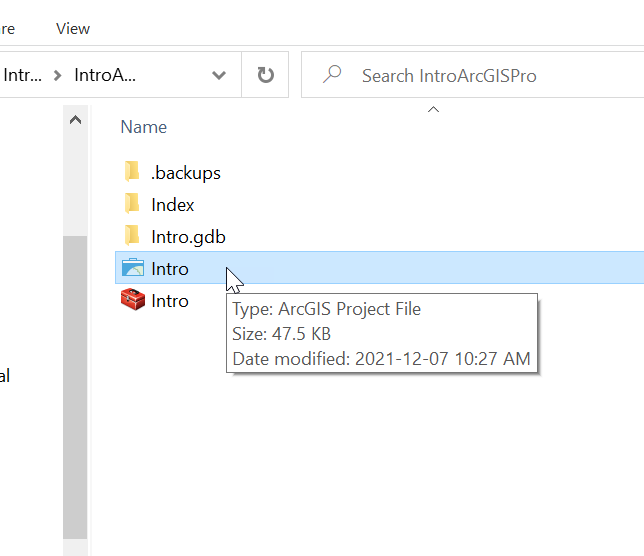 re View
Intr... IntroA...
Search IntroArcGISPro
Name
.backups
Index
Intro.gdb
Intro
Intro
Type: ArcGIS Project File
Size: 47.5 KB
Date modified: 2021-12-07 10:27 AM
al